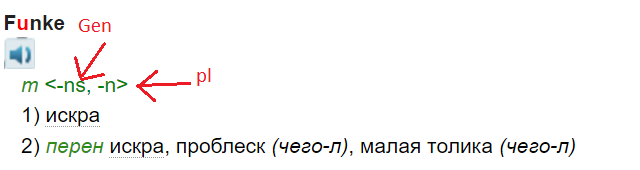 Funke Gen
m <-ns, -n> pl
1) искра
2) перен искра, проблеск (чего-л), малая толика (чего-л)